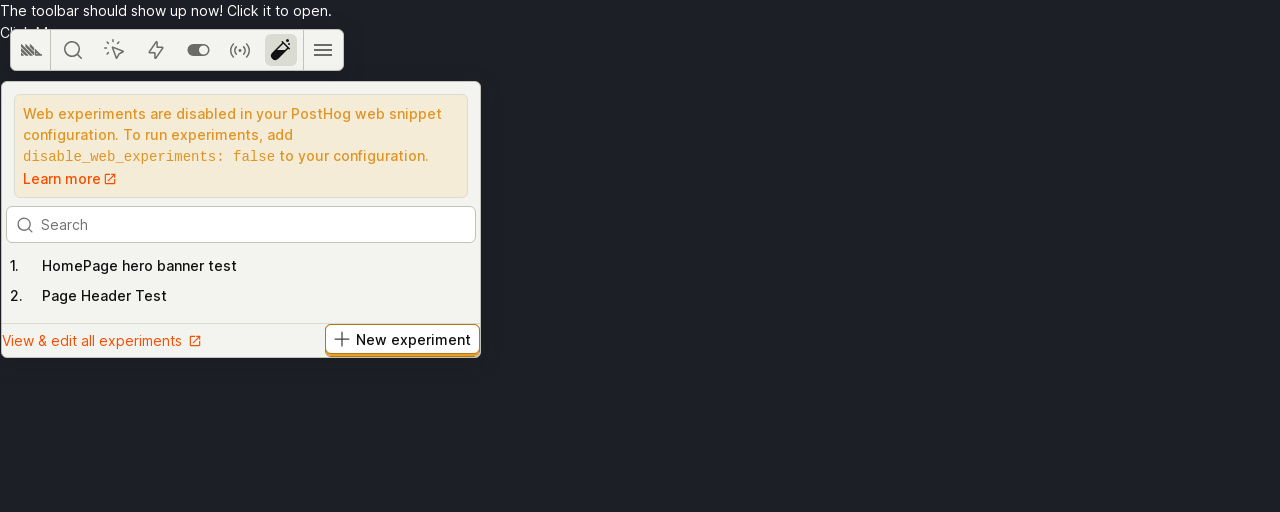 The toolbar should show up now! Click it to open.
Web experiments are disabled in your PostHog web snippet
configuration. To run experiments, add
disable_web_experiments: false to your configuration.
Learn more
Search
1. HomePage hero banner test
2. Page Header Test
View & edit all experiments
New experiment